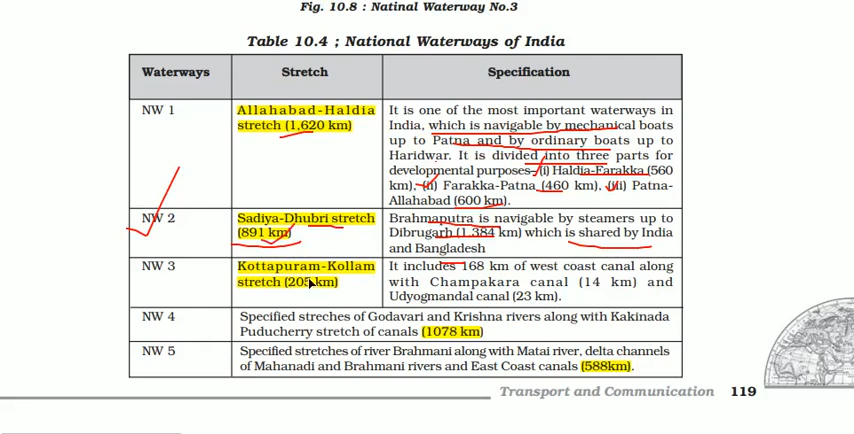 Fig. 10.8 : Natinal Waterway No.3
Table 10.4 ; National Waterways of India
Waterways Stretch Specification
NW 1
Allahabad-Haldia
stretch (1,620 km)
It is one of the most important waterways in
India, which is navigable by mechanical boats
up to Patna and by ordinary boats up to
Haridwar. It is divided into three parts for
developmental purposes– (i) Haldia-Farakka (560
km), (ii) Farakka-Patna (460 km), (iii) Patna-
Allahabad (600 km).
NW 2
Sadiya-Dhubri stretch
(891 km)
Brahmaputra is navigable by steamers up to
Dibrugarh (1,384 km) which is shared by India
and Bangladesh
NW 3
Kottapuram-Kollam
stretch (205 km)
It includes 168 km of west coast canal along
with Champakara canal (14 km) and
Udyogmandal canal (23 km).
NW 4
Specified streches of Godavari and Krishna rivers along with Kakinada
Puducherry stretch of canals (1078 km)
NW 5
Specified stretches of river Brahmani along with Matai river, delta channels
of Mahanadi and Brahmani rivers and East Coast canals (588km).
Transport and Communication 119